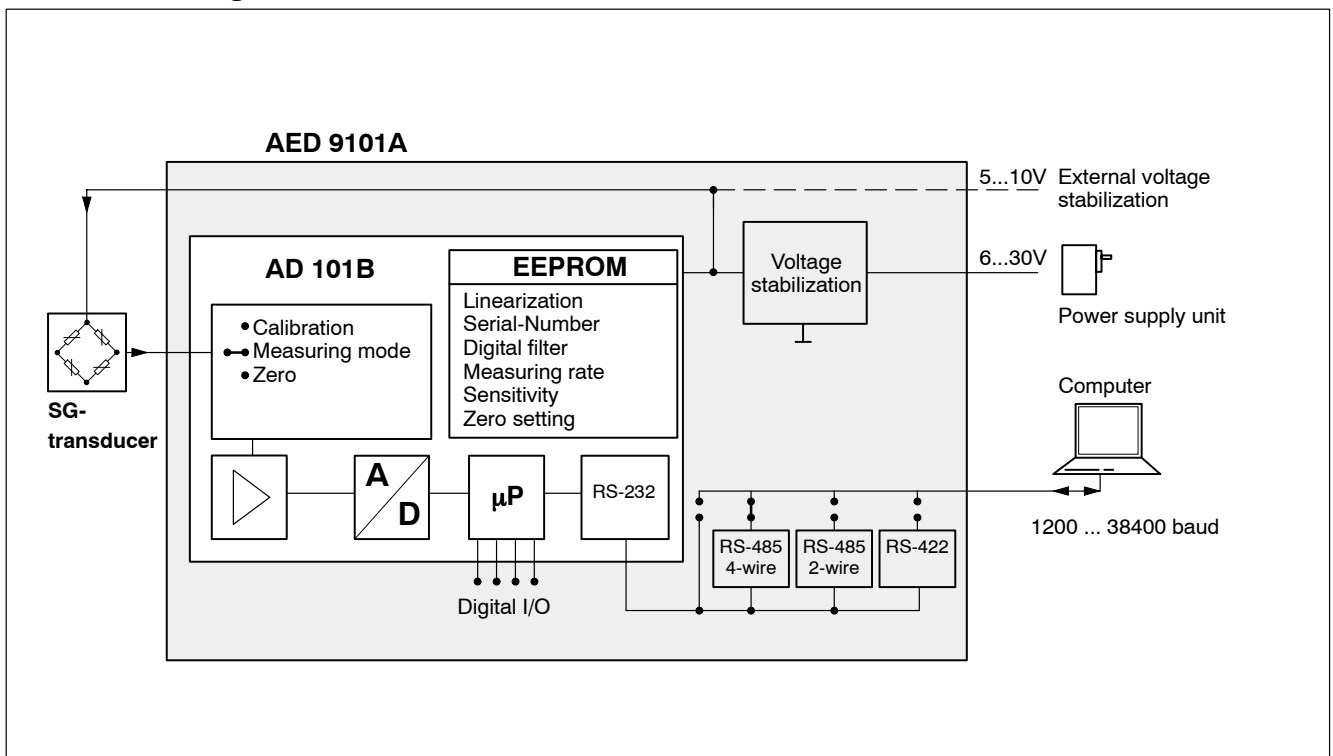 AED 9101A
5...10V
External voltage
stabilization
AD 101B
EEPROM
Linearization
Serial-Number
Digital filter
Measuring rate
Sensitivity
Zero setting
Calibration
Measuring mode
Zero
Voltage
stabilization
6...30V
Power supply unit
SG-
transducer
Computer
A
D
µP
RS-232
RS-485
4-wire
RS-485
2-wire
RS-422
1200 ... 38400 baud
Digital I/O